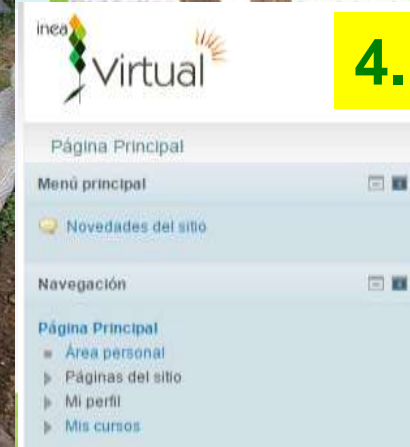 inea
Virtual
4.
Página Principal
Menú principal
Novedades del sitio
Navegación
Página Principal
Área personal
Páginas del sitio
Mi perfil
Mis cursos